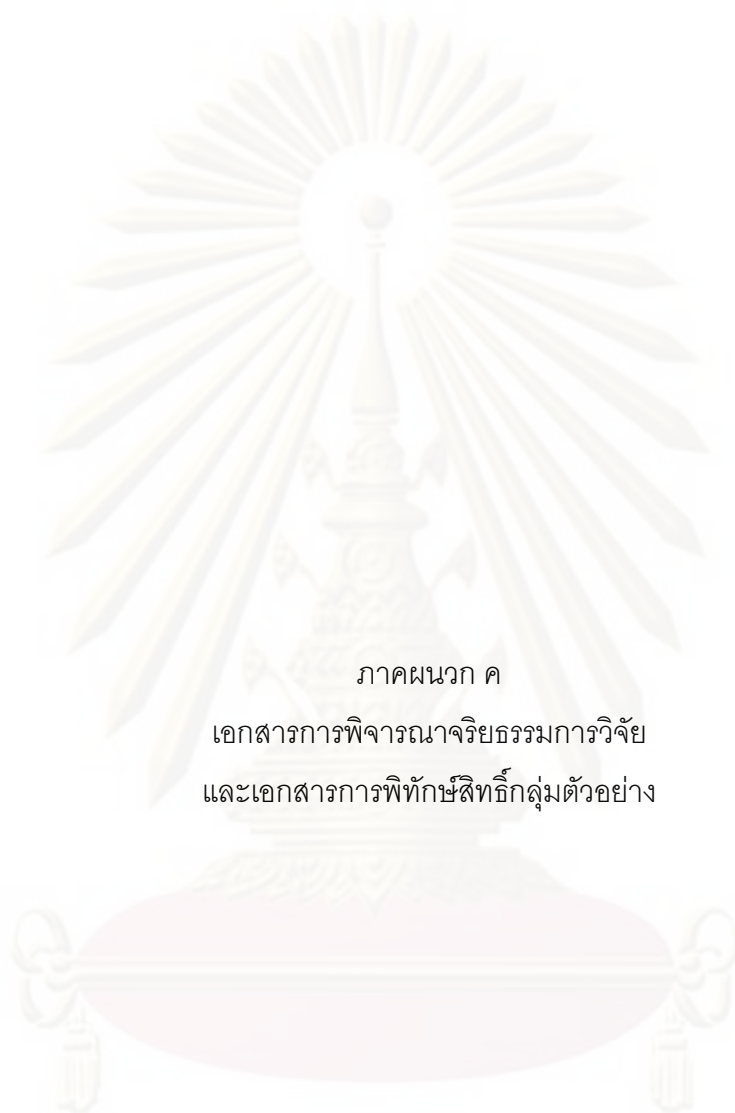 ภาคผนวก ค
เอกสารการพิจารณาจริยธรรมการวิจัย
และเอกสารการพิทักษ์สิทธิ์กลุ่มตัวอย่าง